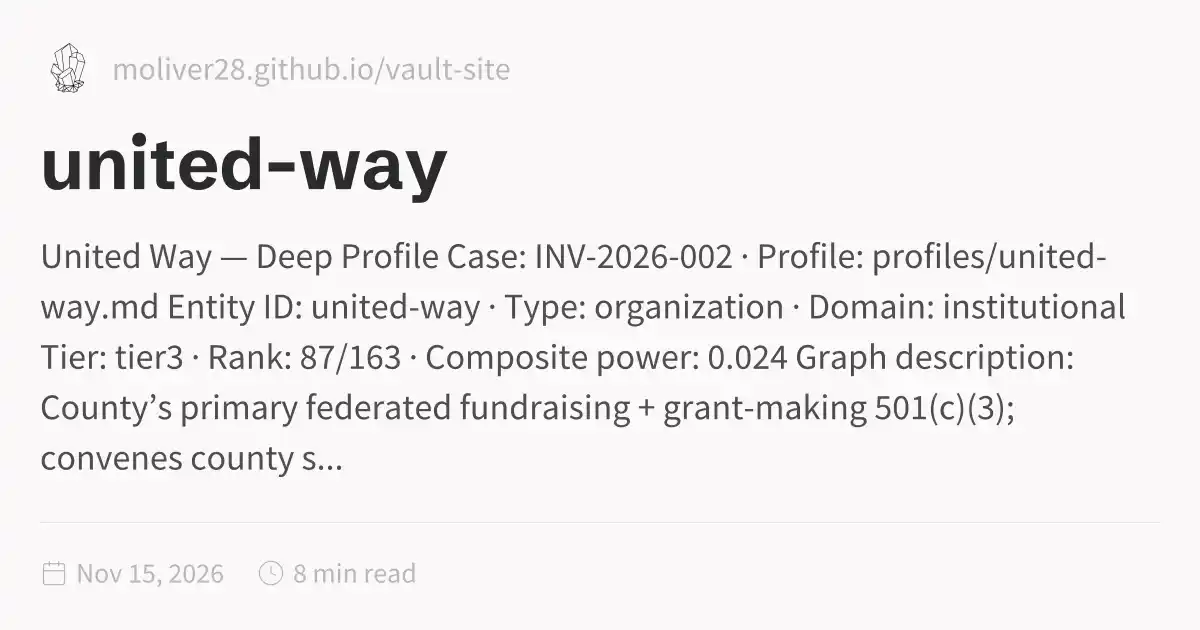 moliver28.github.io/vault-site
united-way
United Way — Deep Profile Case: INV-2026-002 · Profile: profiles/united-
way.md Entity ID: united-way · Type: organization · Domain: institutional
Tier: tier3 · Rank: 87/163 · Composite power: 0.024 Graph description:
County’s primary federated fundraising + grant-making 501(c)(3);
convenes county s...
Nov 15, 2026 8 min read